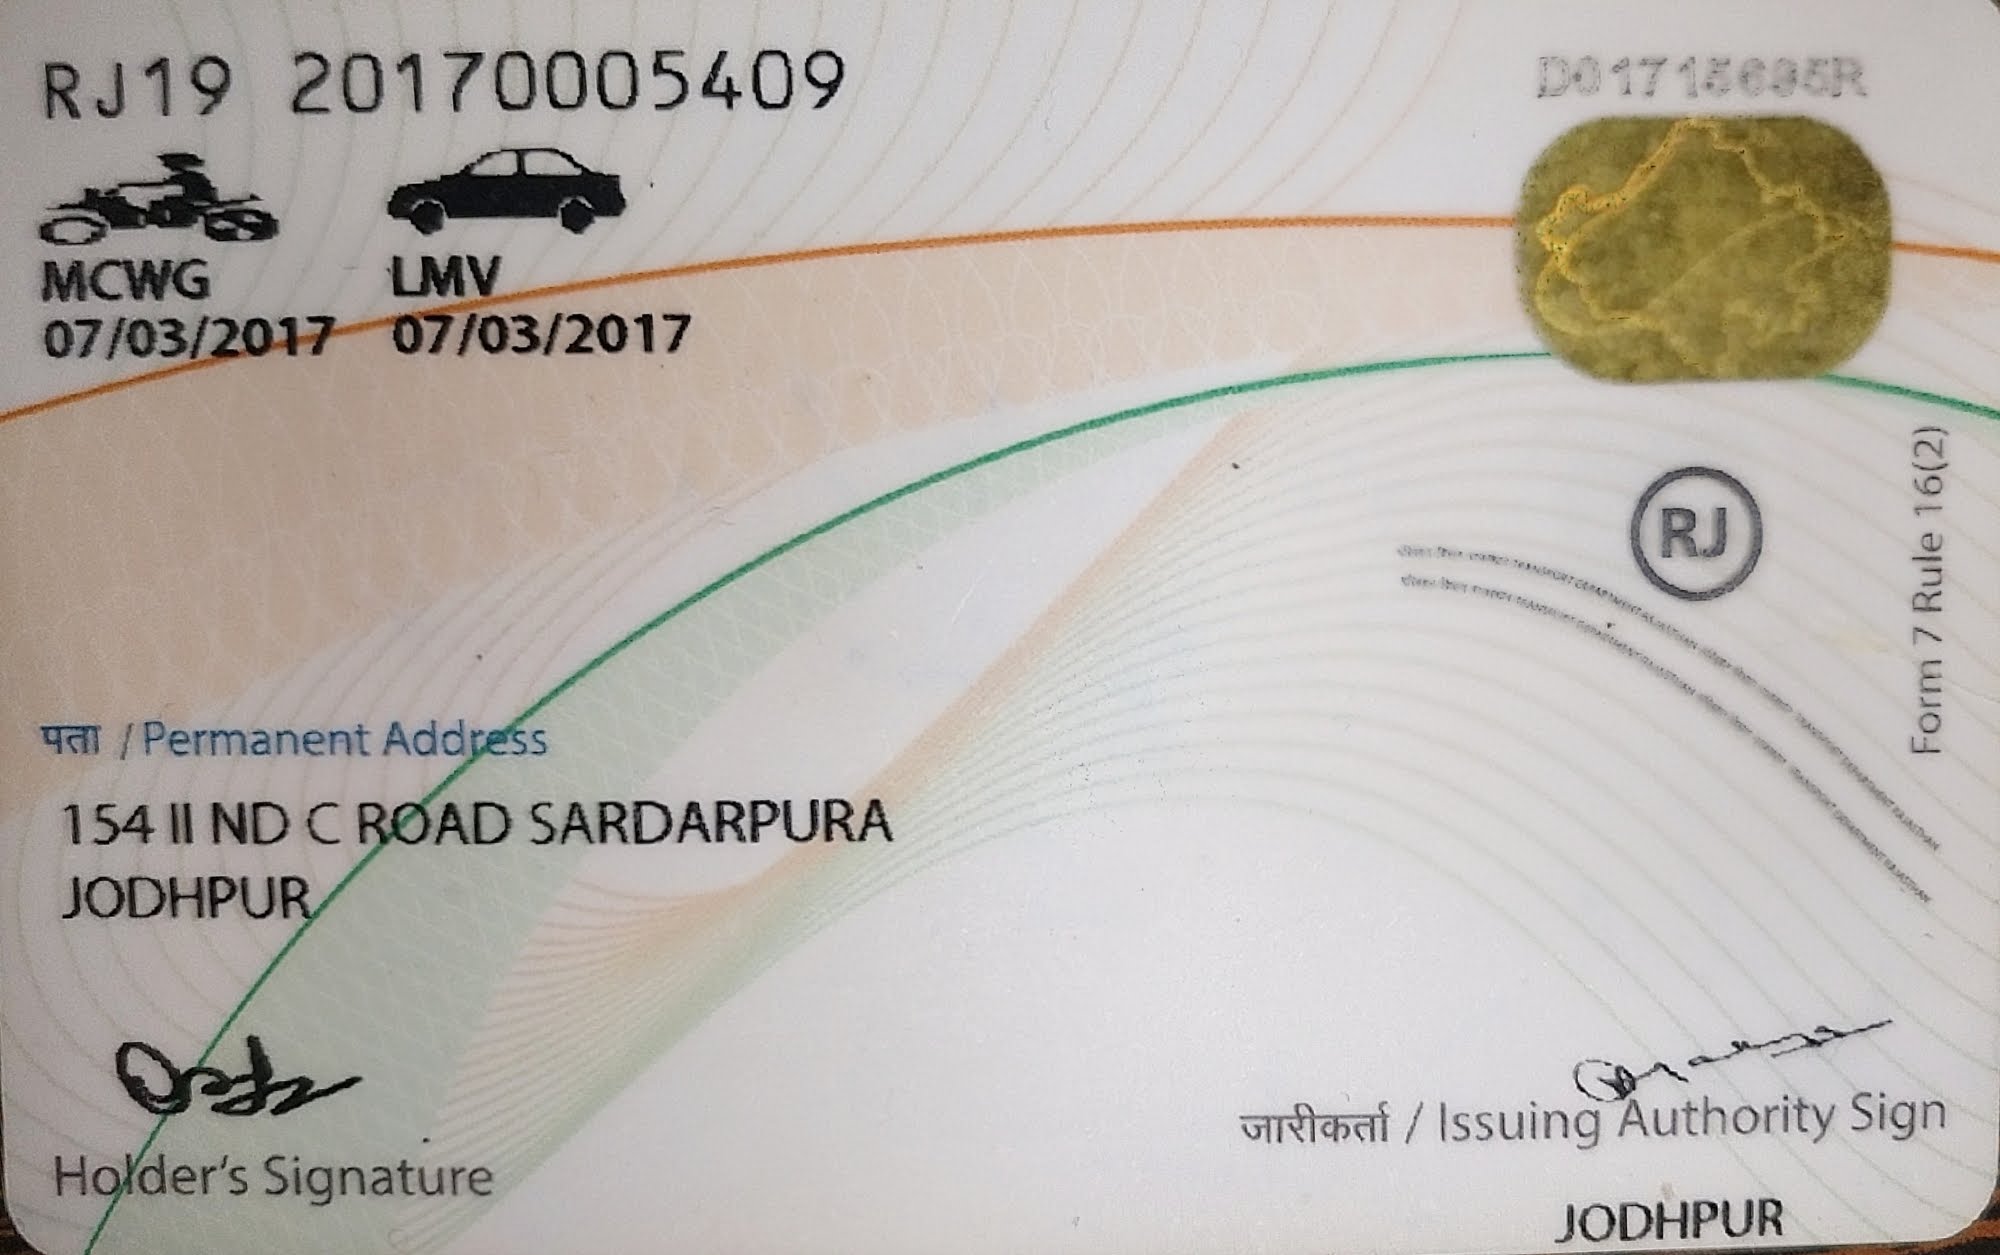 RJ19 20170005409
D01715695R
MCWG LMV
07/03/2017 07/03/2017
RJ
Form 7 Rule 16(2)
पता / Permanent Address
154 II ND C ROAD SARDARPURA
JODHPUR
जारीकर्ता / Issuing Authority Sign
Holder's Signature
JODHPUR